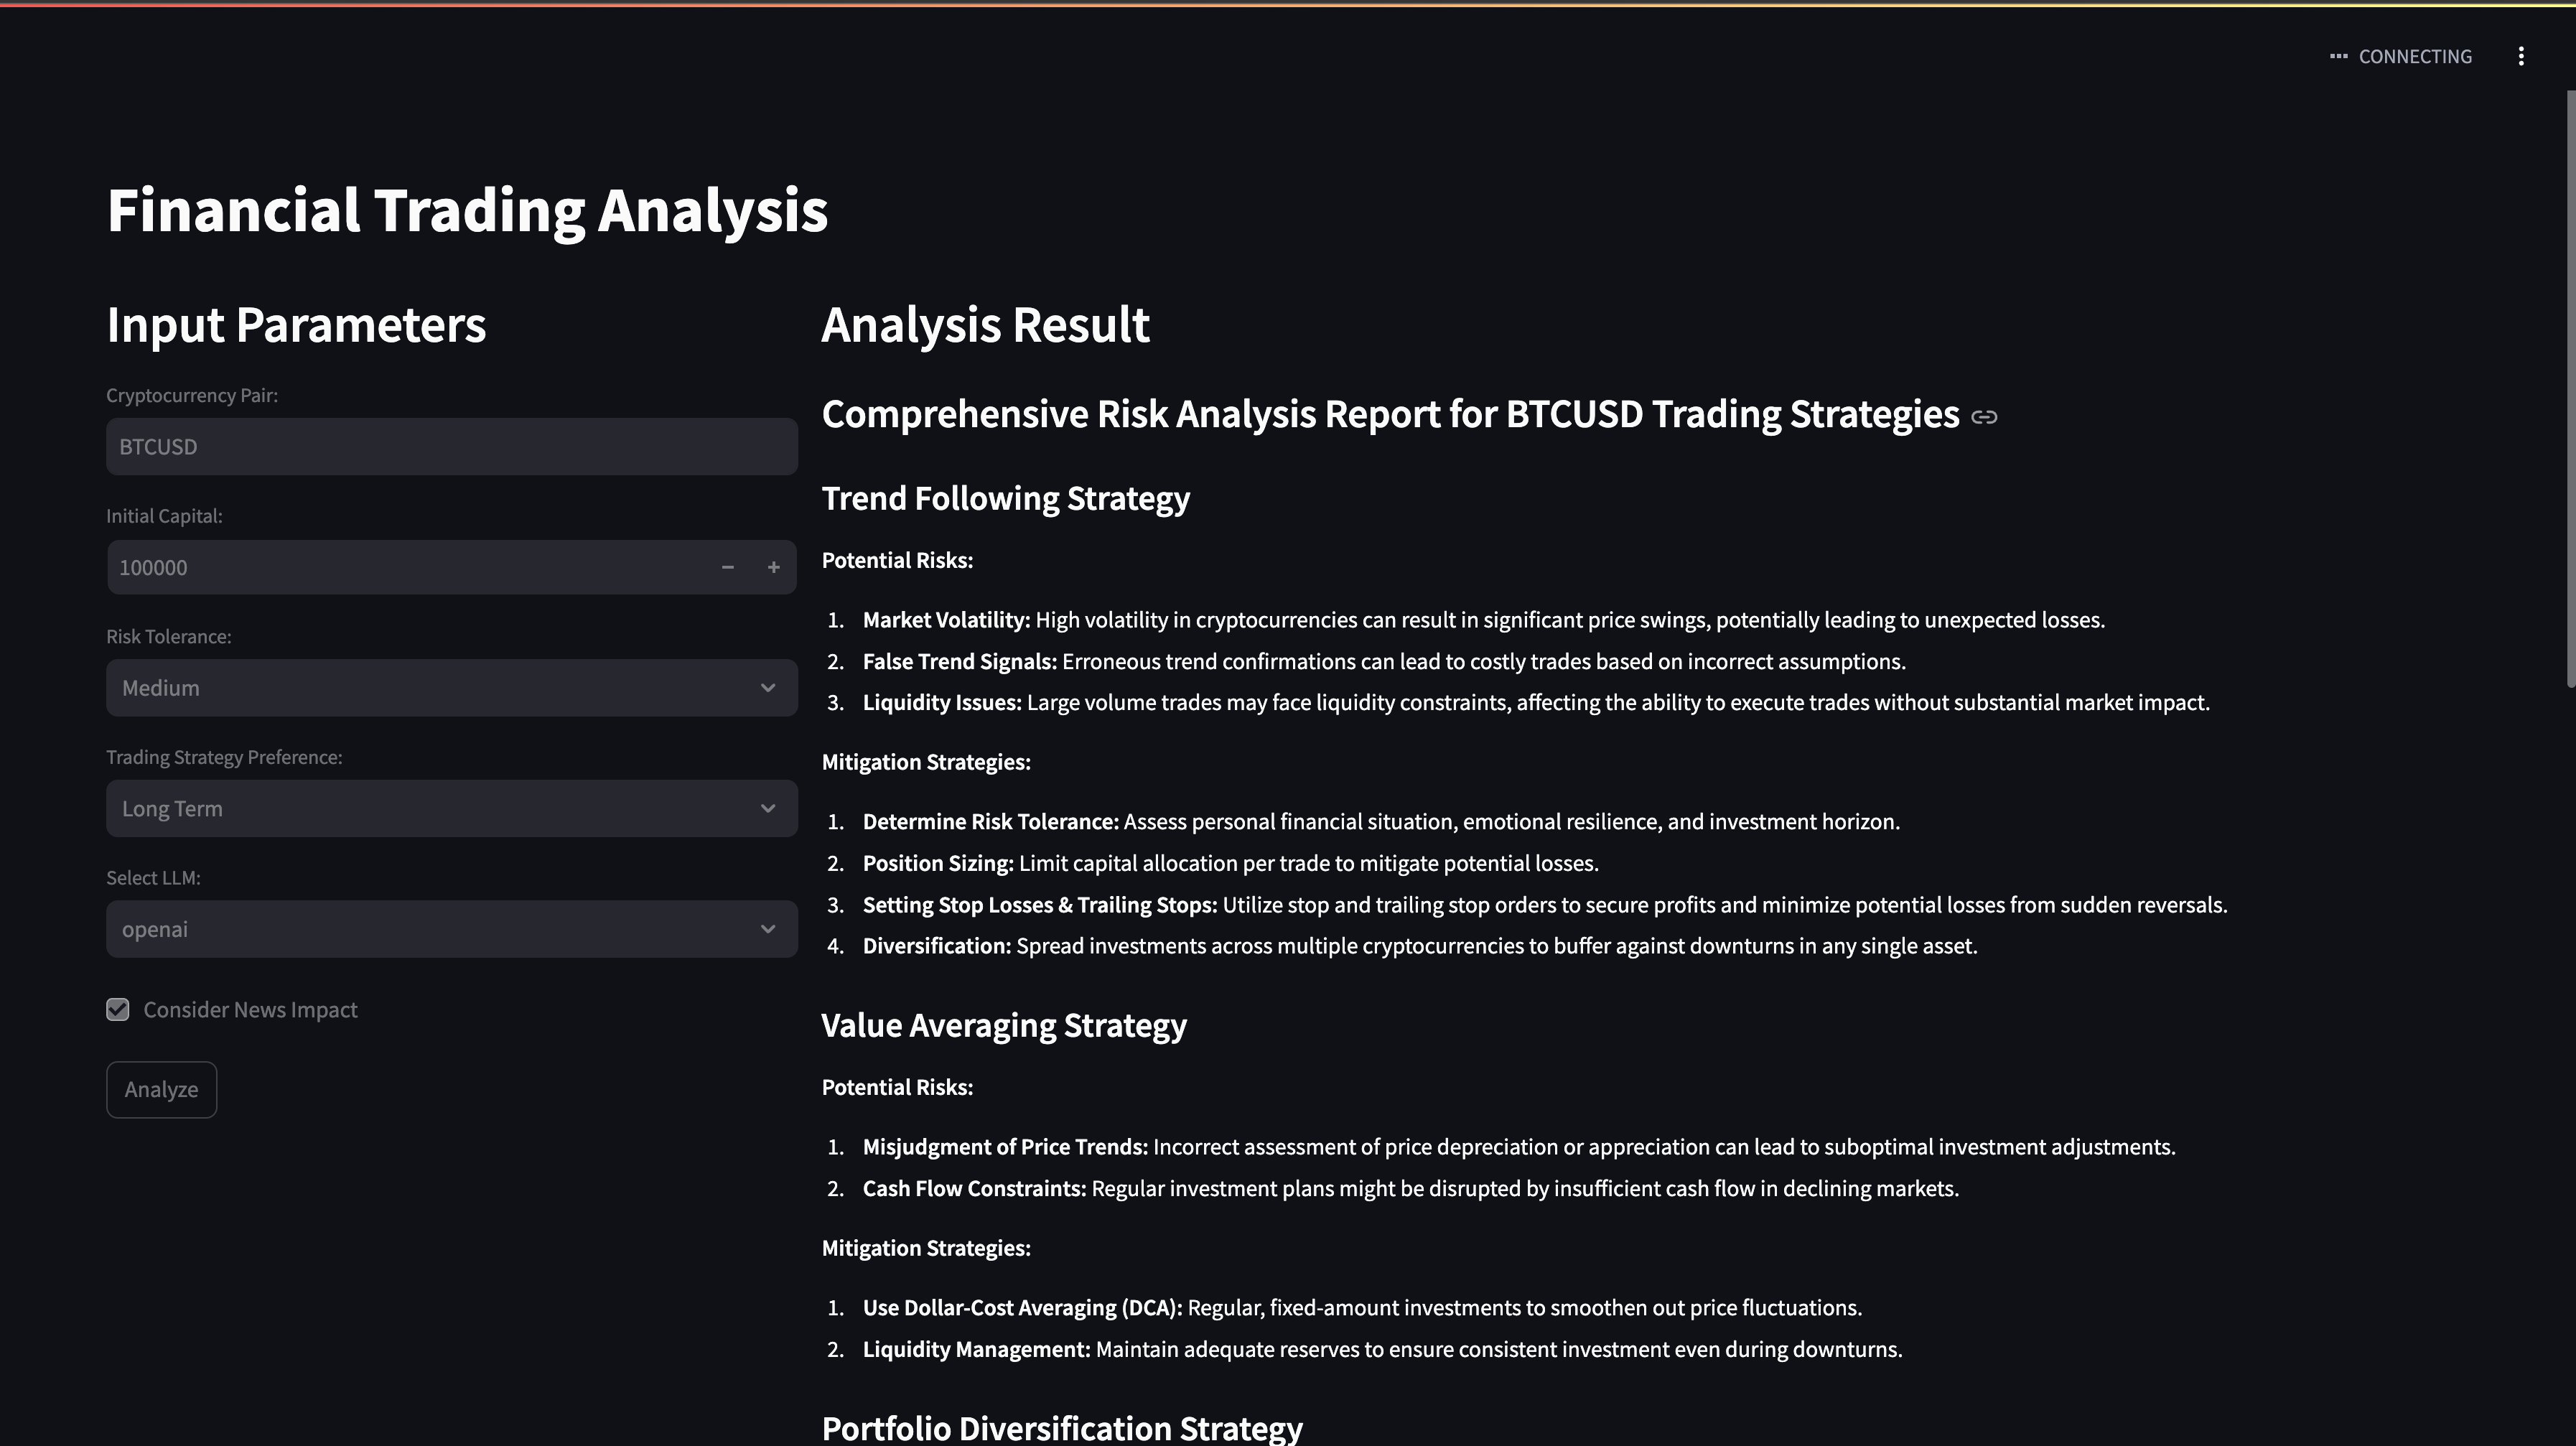 CONNECTING
Financial Trading Analysis
Input Parameters
Cryptocurrency Pair:
BTCUSD
Initial Capital:
100000
Risk Tolerance:
Medium
Trading Strategy Preference:
Long Term
Select LLM:
openai
Consider News Impact
Analyze
Analysis Result
Comprehensive Risk Analysis Report for BTCUSD Trading Strategies
Trend Following Strategy
Potential Risks:
1. Market Volatility: High volatility in cryptocurrencies can result in significant price swings, potentially leading to unexpected losses.
2. False Trend Signals: Erroneous trend confirmations can lead to costly trades based on incorrect assumptions.
3. Liquidity Issues: Large volume trades may face liquidity constraints, affecting the ability to execute trades without substantial market impact.
Mitigation Strategies:
1. Determine Risk Tolerance: Assess personal financial situation, emotional resilience, and investment horizon.
2. Position Sizing: Limit capital allocation per trade to mitigate potential losses.
3. Setting Stop Losses & Trailing Stops: Utilize stop and trailing stop orders to secure profits and minimize potential losses from sudden reversals.
4. Diversification: Spread investments across multiple cryptocurrencies to buffer against downturns in any single asset.
Value Averaging Strategy
Potential Risks:
1. Misjudgment of Price Trends: Incorrect assessment of price depreciation or appreciation can lead to suboptimal investment adjustments.
2. Cash Flow Constraints: Regular investment plans might be disrupted by insufficient cash flow in declining markets.
Mitigation Strategies:
1. Use Dollar-Cost Averaging (DCA): Regular, fixed-amount investments to smoothen out price fluctuations.
2. Liquidity Management: Maintain adequate reserves to ensure consistent investment even during downturns.
Portfolio Diversification Strategy